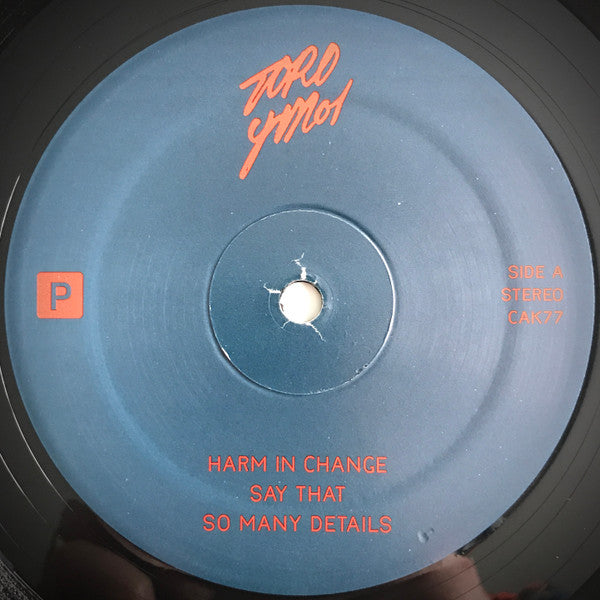 TORO
Y MOI
P
SIDE A
STEREO
CAK77
HARM IN CHANGE
SAY THAT
SO MANY DETAILS